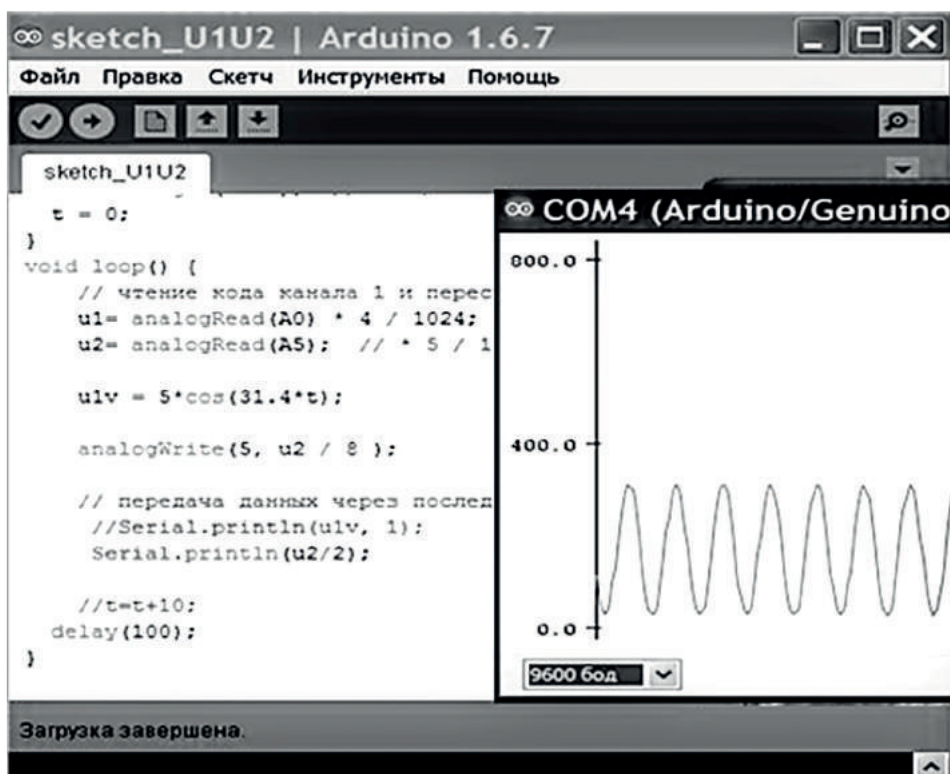 sketch_U1U2 | Arduino 1.6.7
Файл Правка Скетч Инструменты Помощь
sketch_U1U2
t = 0;
}
void loop() {
// чтение кода канала 1 и перес
u1= analogRead(A0) * 4 / 1024;
u2= analogRead(A5); // * 5 / 1
u1v = 5*cos(31.4*t);
analogWrite(5, u2 / 8 );
// передача данных через послед
//Serial.println(u1v, 1);
Serial.println(u2/2);
//t=t+10;
delay(100);
}
COM4 (Arduino/Genuino
800.0
400.0
0.0
9600 бод
Загрузка завершена.